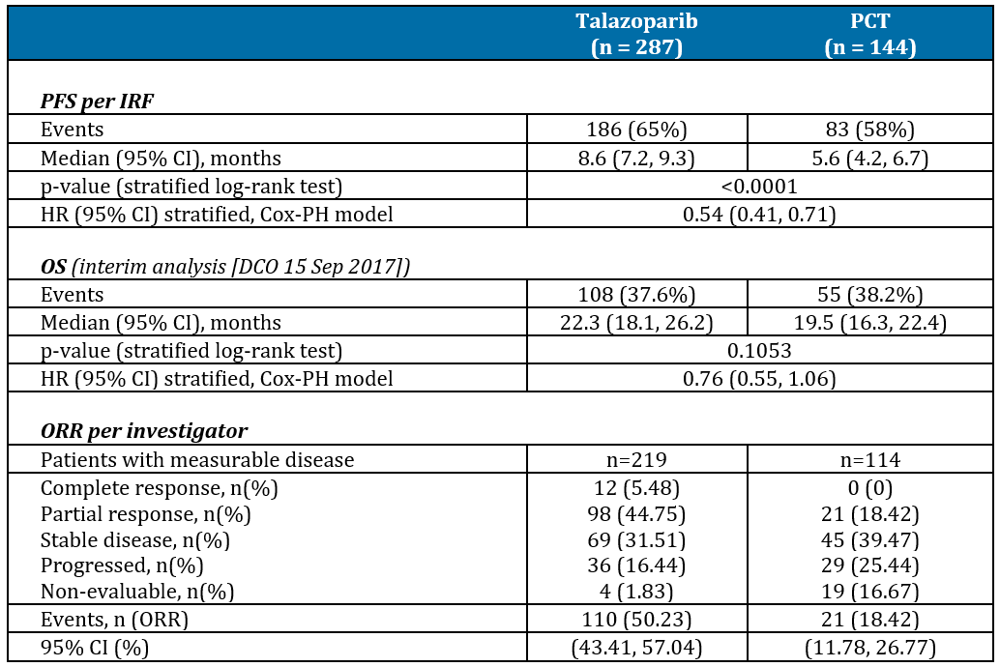 Talazoparib PCT
(n = 287) (n = 144)
PFS per IRF
Events 186 (65%) 83 (58%)
Median (95% CI), months 8.6 (7.2, 9.3) 5.6 (4.2, 6.7)
p-value (stratified log-rank test) <0.0001
HR (95% CI) stratified, Cox-PH model 0.54 (0.41, 0.71)
OS (interim analysis [DCO 15 Sep 2017])
Events 108 (37.6%) 55 (38.2%)
Median (95% CI), months 22.3 (18.1, 26.2) 19.5 (16.3, 22.4)
p-value (stratified log-rank test) 0.1053
HR (95% CI) stratified, Cox-PH model 0.76 (0.55, 1.06)
ORR per investigator
Patients with measurable disease n=219 n=114
Complete response, n(%) 12 (5.48) 0 (0)
Partial response, n(%) 98 (44.75) 21 (18.42)
Stable disease, n(%) 69 (31.51) 45 (39.47)
Progressed, n(%) 36 (16.44) 29 (25.44)
Non-evaluable, n(%) 4 (1.83) 19 (16.67)
Events, n (ORR) 110 (50.23) 21 (18.42)
95% CI (%) (43.41, 57.04) (11.78, 26.77)